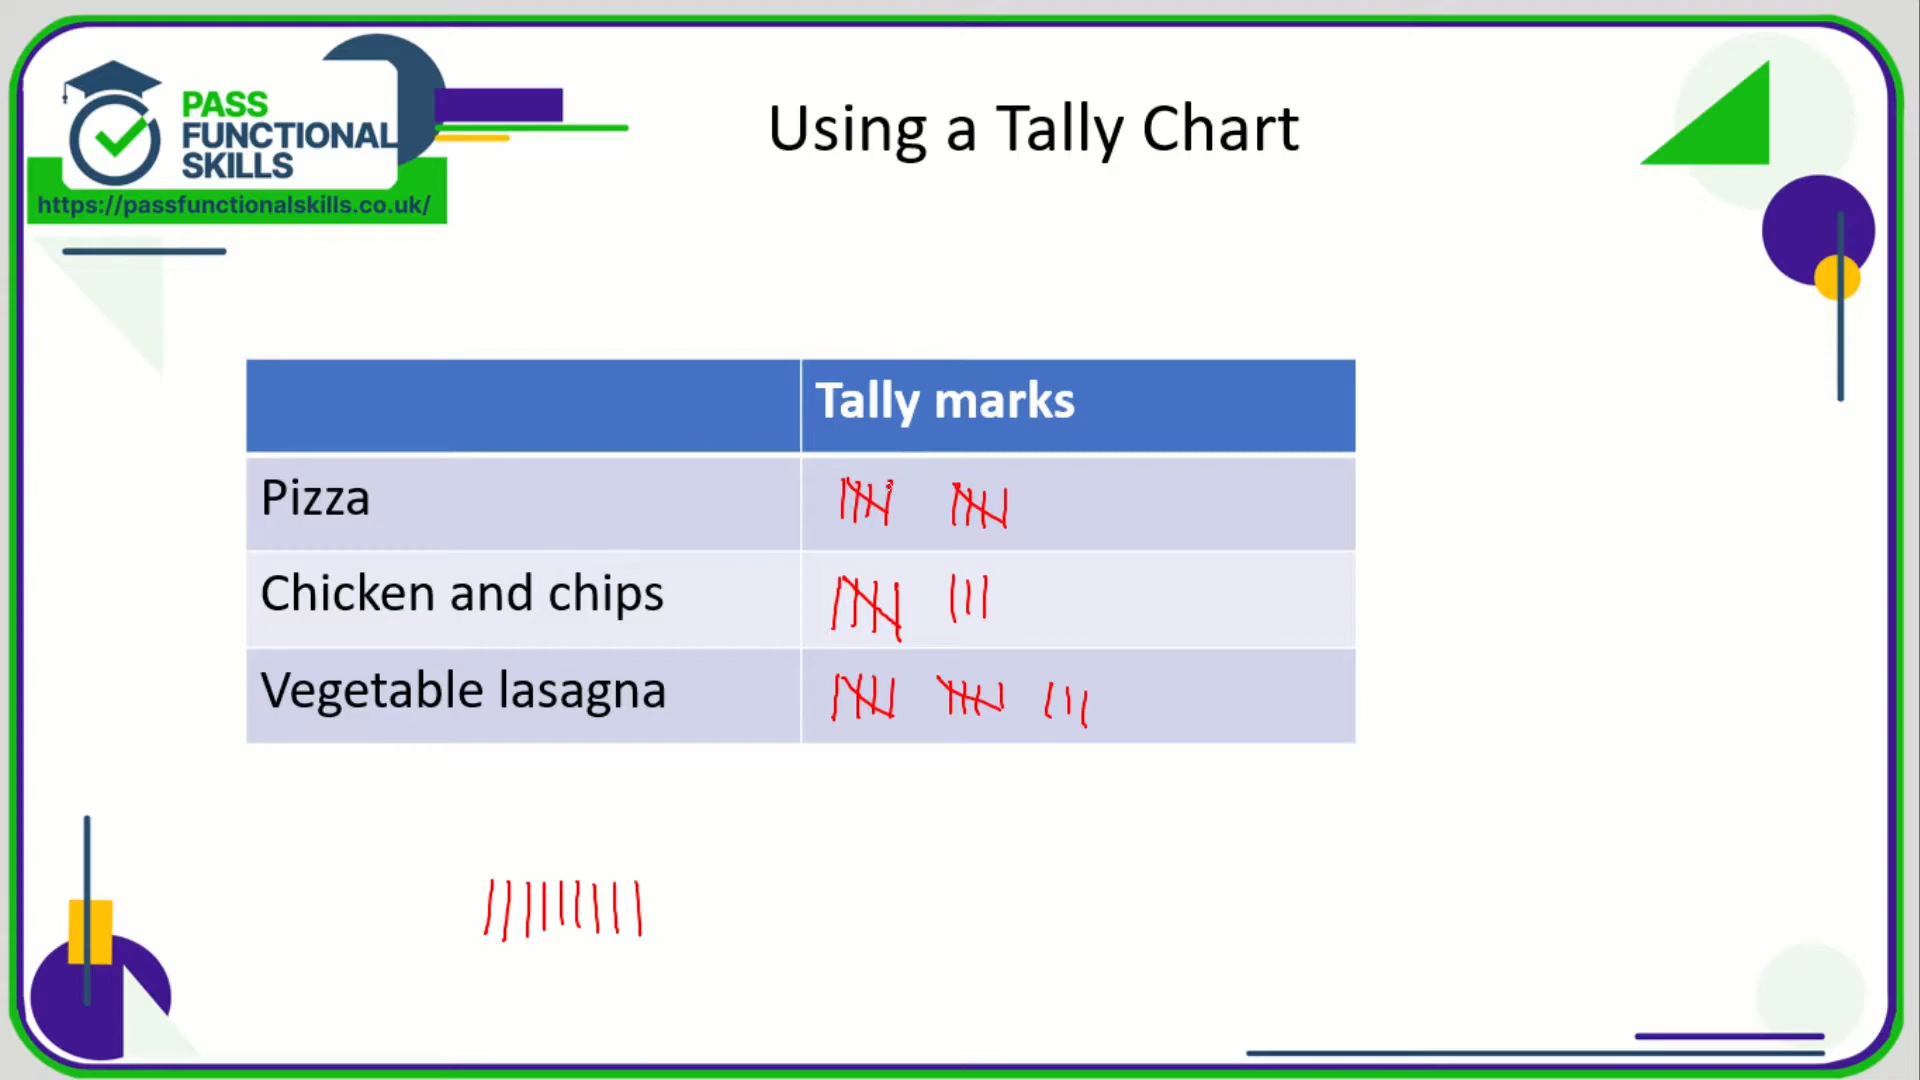 PASS
FUNCTIONAL
SKILLS
https://passfunctionalskills.co.uk/
Using a Tally Chart
Tally marks
Pizza
Chicken and chips
Vegetable lasagna